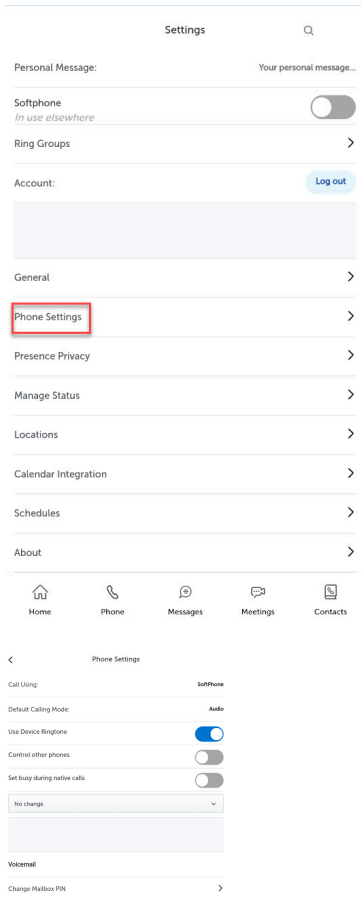 Settings
Personal Message: Your personal message...
Softphone
In use elsewhere
Ring Groups
Account: Log out
General
Phone Settings
Presence Privacy
Manage Status
Locations
Calendar Integration
Schedules
About
Home Phone Messages Meetings Contacts
Phone Settings
Call Using: SoftPhone
Default Calling Mode: Audio
Use Device Ringtone
Control other phones
Set busy during native calls
No change
Voicemail
Change Mailbox PIN